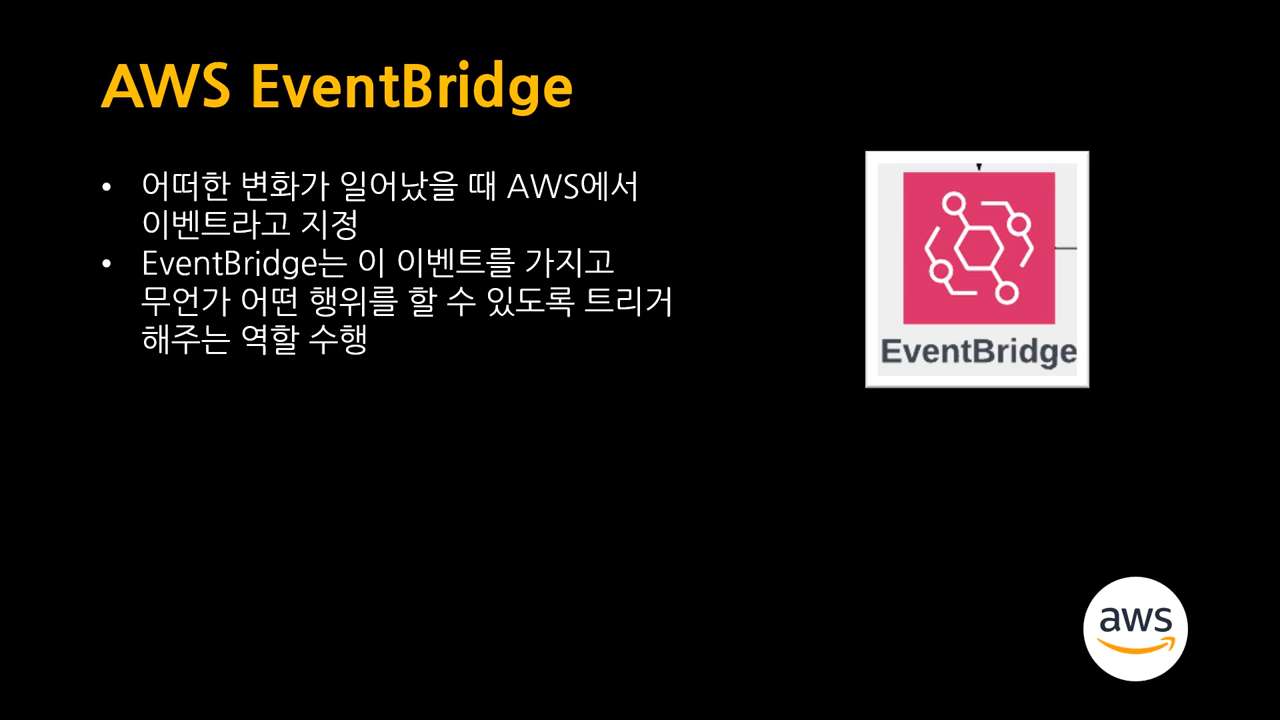 AWS EventBridge
• 어떠한 변화가 일어났을 때 AWS에서
이벤트라고 지정
• EventBridge는 이 이벤트를 가지고
무언가 어떤 행위를 할 수 있도록 트리거
해주는 역할 수행
EventBridge
aws